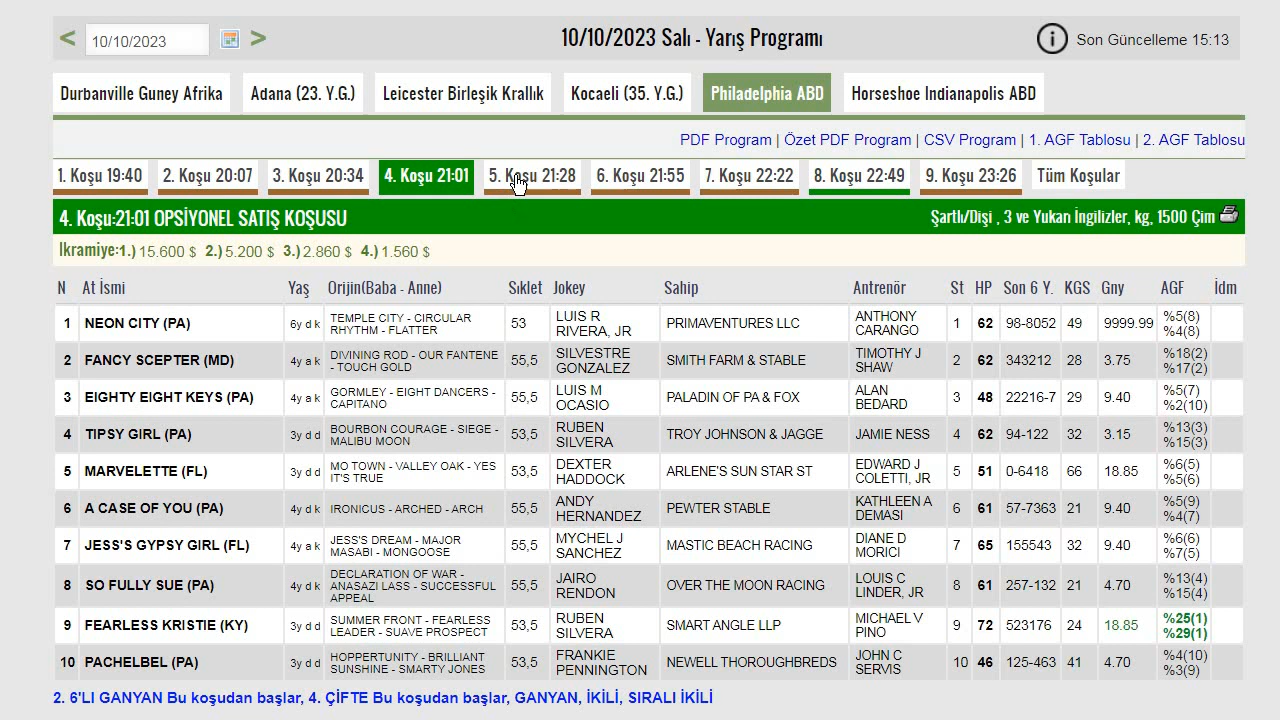 < 10/10/2023 > 10/10/2023 Salı - Yarış Programı Son Güncelleme 15:13
Durbanville Guney Afrika Adana (23. Y.G.) Leicester Birleşik Krallık Kocaeli (35. Y.G.) Philadelphia ABD Horseshoe Indianapolis ABD
PDF Program | Özet PDF Program | CSV Program | 1. AGF Tablosu | 2. AGF Tablosu
1. Koşu 19:40 2. Koşu 20:07 3. Koşu 20:34 4. Koşu 21:01 5. Koşu 21:28 6. Koşu 21:55 7. Koşu 22:22 8. Koşu 22:49 9. Koşu 23:26 Tüm Koşular
4. Koşu:21:01 OPSİYONEL SATIŞ KOŞUSU Şartlı/Dişi , 3 ve Yukarı İngilizler, kg, 1500 Çim
İkramiye:1.) 15.600 $ 2.) 5.200 $ 3.) 2.860 $ 4.) 1.560 $
N At İsmi Yaş Orijin(Baba - Anne) Sıklet Jokey Sahip Antrenör St HP Son 6 Y. KGS Gny AGF İdm
1 NEON CITY (PA) 6y d k TEMPLE CITY - CIRCULAR RHYTHM - FLATTER 53 LUIS R RIVERA, JR PRIMAVENTURES LLC ANTHONY CARANGO 1 62 98-8052 49 9999.99 %5(8) %4(8)
2 FANCY SCEPTER (MD) 4y a k DIVINING ROD - OUR FANTENE - TOUCH GOLD 55,5 SILVESTRE GONZALEZ SMITH FARM & STABLE TIMOTHY J SHAW 2 62 343212 28 3.75 %18(2) %17(2)
3 EIGHTY EIGHT KEYS (PA) 4y a k GORMLEY - EIGHT DANCERS - CAPITANO 55,5 LUIS M OCASIO PALADIN OF PA & FOX ALAN BEDARD 3 48 22216-7 29 9.40 %5(7) %2(10)
4 TIPSY GIRL (PA) 3y d d BOURBON COURAGE - SIEGE - MALIBU MOON 53,5 RUBEN SILVERA TROY JOHNSON & JAGGE JAMIE NESS 4 62 94-122 32 3.15 %13(3) %15(3)
5 MARVELETTE (FL) 3y d d MO TOWN - VALLEY OAK - YES IT'S TRUE 53,5 DEXTER HADDOCK ARLENE'S SUN STAR ST EDWARD J COLETTI, JR 5 51 0-6418 66 18.85 %6(5) %5(6)
6 A CASE OF YOU (PA) 4y d k IRONICUS - ARCHED - ARCH 55,5 ANDY HERNANDEZ PEWTER STABLE KATHLEEN A DEMASI 6 61 57-7363 21 9.40 %5(9) %4(7)
7 JESS'S GYPSY GIRL (FL) 4y a k JESS'S DREAM - MAJOR MASABI - MONGOOSE 55,5 MYCHEL J SANCHEZ MASTIC BEACH RACING DIANE D MORICI 7 65 155543 32 9.40 %6(6) %7(5)
8 SO FULLY SUE (PA) 4y d k DECLARATION OF WAR - ANASAZI LASS - SUCCESSFUL APPEAL 55,5 JAIRO RENDON OVER THE MOON RACING LOUIS C LINDER, JR 8 61 257-132 21 4.70 %13(4) %15(4)
9 FEARLESS KRISTIE (KY) 3y d d SUMMER FRONT - FEARLESS LEADER - SUAVE PROSPECT 53,5 RUBEN SILVERA SMART ANGLE LLP MICHAEL V PINO 9 72 523176 24 18.85 %25(1) %29(1)
10 PACHELBEL (PA) 3y d d HOPPERTUNITY - BRILLIANT SUNSHINE - SMARTY JONES 53,5 FRANKIE PENNINGTON NEWELL THOROUGHBREDS JOHN C SERVIS 10 46 125-463 41 4.70 %4(10) %3(9)
2. 6'LI GANYAN Bu koşudan başlar, 4. ÇİFTE Bu koşudan başlar, GANYAN, İKİLİ, SIRALI İKİLİ